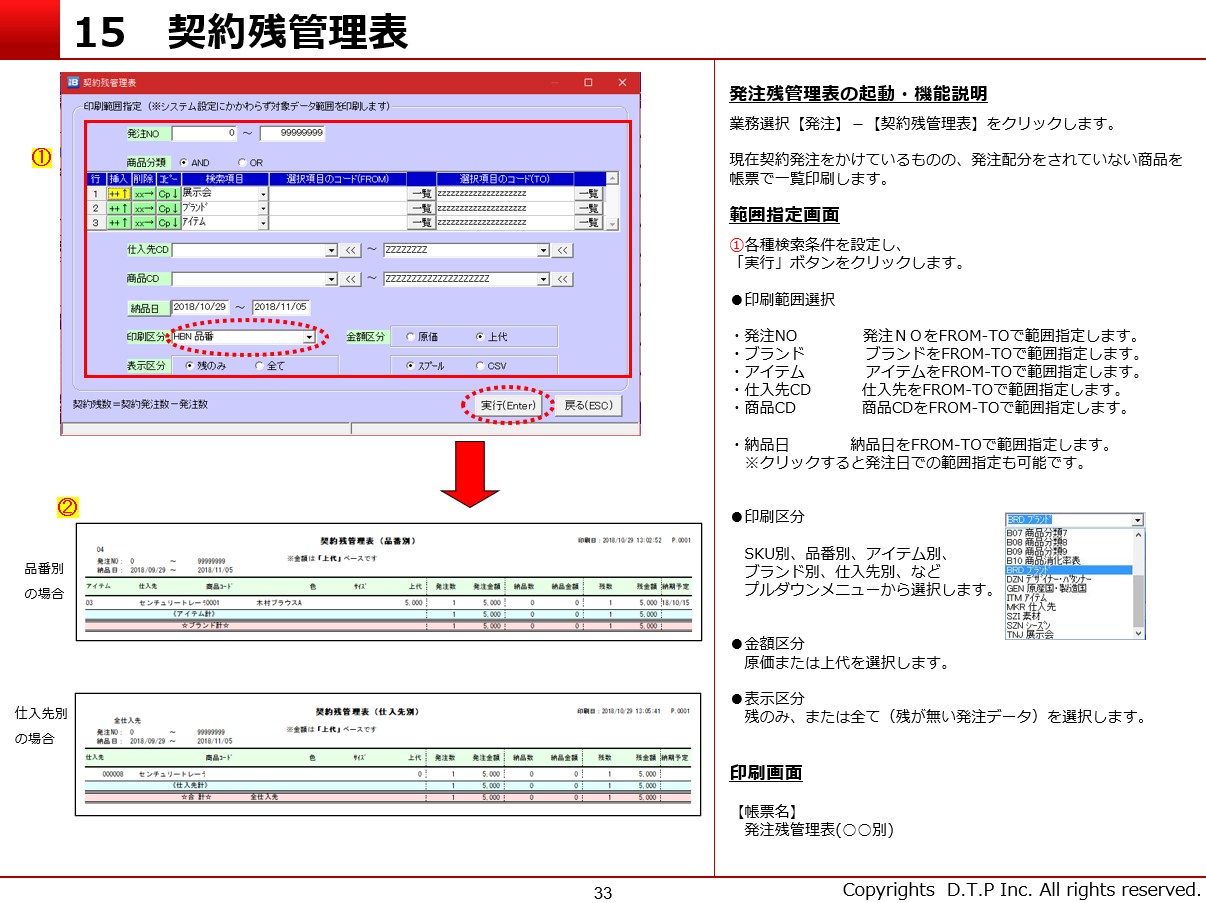 15 契約残管理表
契約残管理表
印刷範囲指定（※システム設定にかかわらず対象データ範囲を印刷します）
①
発注NO 0 ～ 99999999
商品分類 AND OR
行 挿入 削除 コピー 検索項目 選択項目のコード(FROM) 選択項目のコード(TO)
1 ++↑ xx→ Cp↓ 展示会 一覧 zzzzzzzzzzzzzzzzzzzz 一覧
2 ++↑ xx→ Cp↓ ブランド 一覧 zzzzzzzzzzzzzzzzzzzz 一覧
3 ++↑ xx→ Cp↓ アイテム 一覧 zzzzzzzzzzzzzzzzzzzz 一覧
仕入先CD << ～ ZZZZZZZZ <<
商品CD << ～ ZZZZZZZZZZZZZZZZZZZZ <<
納品日 2018/10/29 ～ 2018/11/05
印刷区分 HBN 品番 金額区分 原価 上代
表示区分 残のみ 全て スプール CSV
契約残数＝契約発注数－発注数 実行(Enter) 戻る(ESC)
②
品番別
の場合
契約残管理表（品番別） 印刷日：2018/10/29 13:02:52 P.0001
04
※金額は「上代」ベースです
発注NO： 0 ～ 99999999
納品日： 2018/09/29 ～ 2018/11/05
アイテム 仕入先 商品コード 色 サイズ 上代 発注数 発注金額 納品数 納品金額 残数 残金額 納期予定
03 センチュリートレー 0001 木村ブラウスA 5,000 1 5,000 0 0 1 5,000 18/10/15
《アイテム計》 1 5,000 0 0 1 5,000
☆ブランド計☆ 1 5,000 0 0 1 5,000
仕入先別
の場合
契約残管理表（仕入先別） 印刷日：2018/10/29 13:05:41 P.0001
全仕入先
※金額は「上代」ベースです
発注NO： 0 ～ 99999999
納品日： 2018/09/29 ～ 2018/11/05
仕入先 商品コード 色 サイズ 上代 発注数 発注金額 納品数 納品金額 残数 残金額 納期予定
000008 センチュリートレー 0 1 5,000 0 0 1 5,000
《仕入先計》 1 5,000 0 0 1 5,000
☆合 計☆ 全仕入先 1 5,000 0 0 1 5,000
発注残管理表の起動・機能説明
業務選択【発注】－【契約残管理表】をクリックします。
現在契約発注をかけているものの、発注配分をされていない商品を
帳票で一覧印刷します。
範囲指定画面
①各種検索条件を設定し、
「実行」ボタンをクリックします。
●印刷範囲選択
・発注NO 発注ＮＯをFROM-TOで範囲指定します。
・ブランド ブランドをFROM-TOで範囲指定します。
・アイテム アイテムをFROM-TOで範囲指定します。
・仕入先CD 仕入先をFROM-TOで範囲指定します。
・商品CD 商品CDをFROM-TOで範囲指定します。
・納品日 納品日をFROM-TOで範囲指定します。
※クリックすると発注日での範囲指定も可能です。
●印刷区分
SKU別、品番別、アイテム別、
ブランド別、仕入先別、など
プルダウンメニューから選択します。
BRD ブランド
B07 商品分類7
B08 商品分類8
B09 商品分類9
B10 商品消化率表
BRD ブランド
DZN デザイナー・パタンナー
GEN 原産国・製造国
ITM アイテム
MKR 仕入先
SZI 素材
SZN シーズン
TNJ 展示会
●金額区分
原価または上代を選択します。
●表示区分
残のみ、または全て（残が無い発注データ）を選択します。
印刷画面
【帳票名】
発注残管理表(○○別)
33
Copyrights D.T.P Inc. All rights reserved.